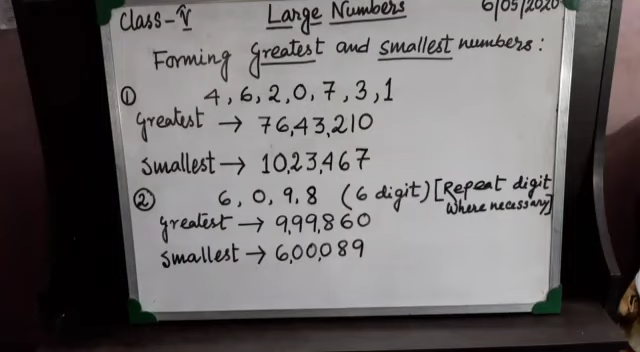 Class-V Large Numbers 6/05/2020
Forming greatest and smallest numbers:
① 4, 6, 2, 0, 7, 3, 1
greatest → 76,43,210
smallest → 10,23,467
② 6, 0, 9, 8 (6 digit) [Repeat digit where necessary]
greatest → 9,99,860
smallest → 6,00,089